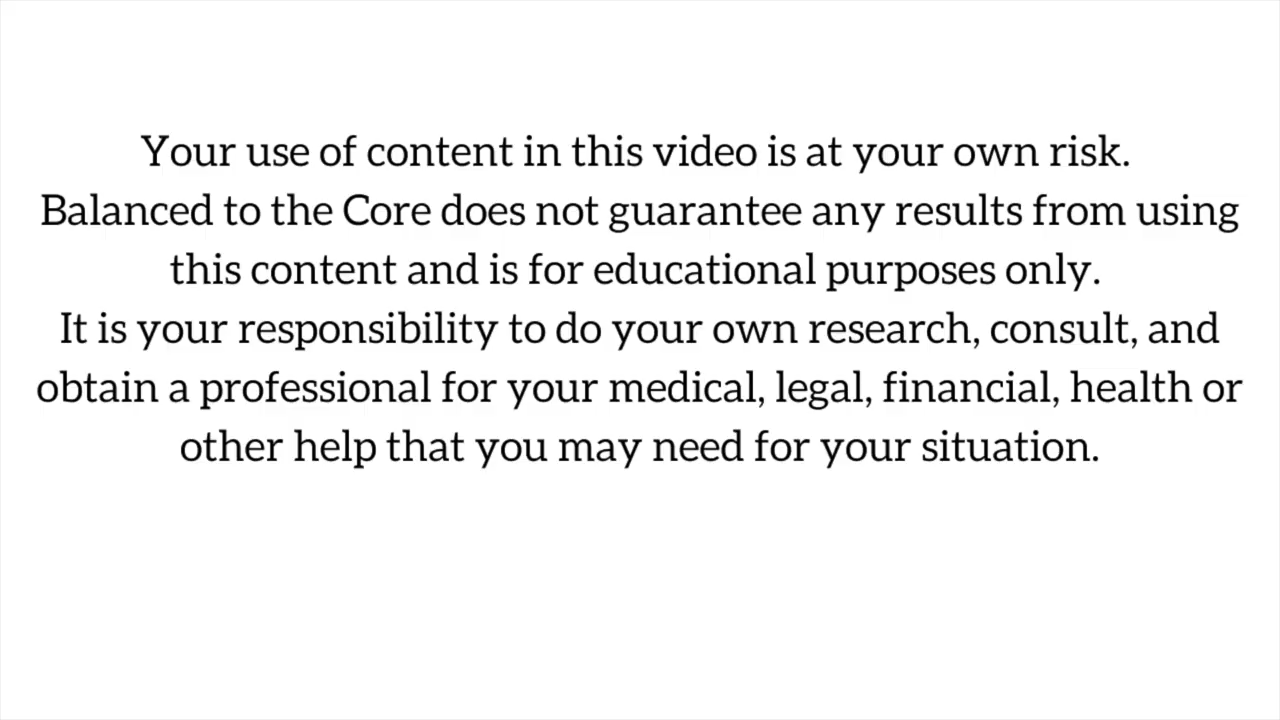 Your use of content in this video is at your own risk.
Balanced to the Core does not guarantee any results from using
this content and is for educational purposes only.
It is your responsibility to do your own research, consult, and
obtain a professional for your medical, legal, financial, health or
other help that you may need for your situation.